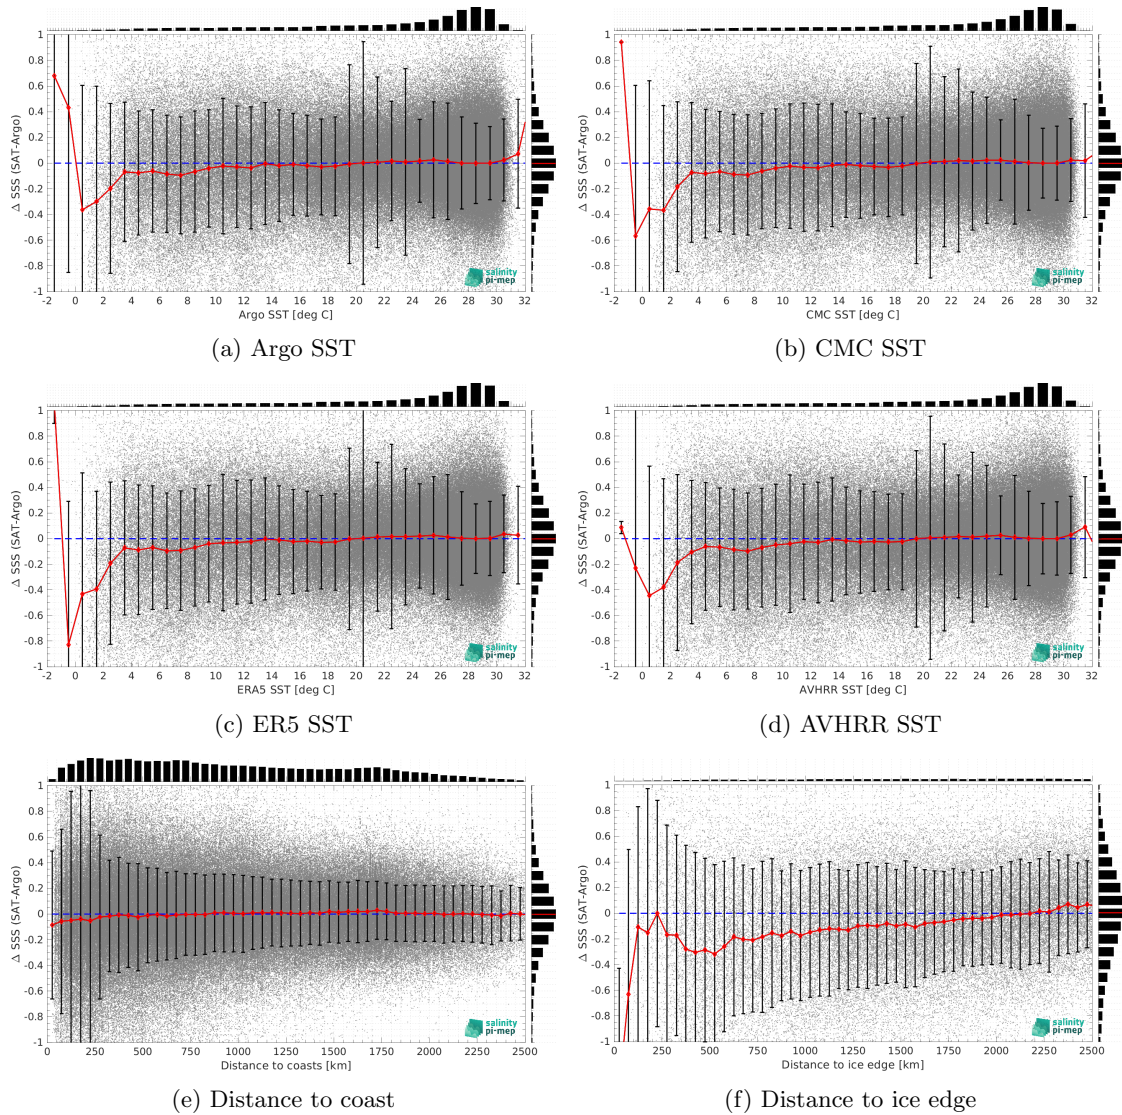 1
0.8
0.6
0.4
0.2
0
-0.2
-0.4
-0.6
-0.8
-1
Δ SSS (SAT-Argo)
-2 0 2 4 6 8 10 12 14 16 18 20 22 24 26 28 30 32
Argo SST [deg C]
salinity
pi-mep
(a) Argo SST
1
0.8
0.6
0.4
0.2
0
-0.2
-0.4
-0.6
-0.8
-1
Δ SSS (SAT-Argo)
-2 0 2 4 6 8 10 12 14 16 18 20 22 24 26 28 30 32
CMC SST [deg C]
salinity
pi-mep
(b) CMC SST
1
0.8
0.6
0.4
0.2
0
-0.2
-0.4
-0.6
-0.8
-1
Δ SSS (SAT-Argo)
-2 0 2 4 6 8 10 12 14 16 18 20 22 24 26 28 30 32
ERA5 SST [deg C]
salinity
pi-mep
(c) ER5 SST
1
0.8
0.6
0.4
0.2
0
-0.2
-0.4
-0.6
-0.8
-1
Δ SSS (SAT-Argo)
-2 0 2 4 6 8 10 12 14 16 18 20 22 24 26 28 30 32
AVHRR SST [deg C]
salinity
pi-mep
(d) AVHRR SST
1
0.8
0.6
0.4
0.2
0
-0.2
-0.4
-0.6
-0.8
-1
Δ SSS (SAT-Argo)
0 250 500 750 1000 1250 1500 1750 2000 2250 2500
Distance to coasts [km]
salinity
pi-mep
(e) Distance to coast
1
0.8
0.6
0.4
0.2
0
-0.2
-0.4
-0.6
-0.8
-1
Δ SSS (SAT-Argo)
0 250 500 750 1000 1250 1500 1750 2000 2250 2500
Distance to ice edge [km]
salinity
pi-mep
(f) Distance to ice edge